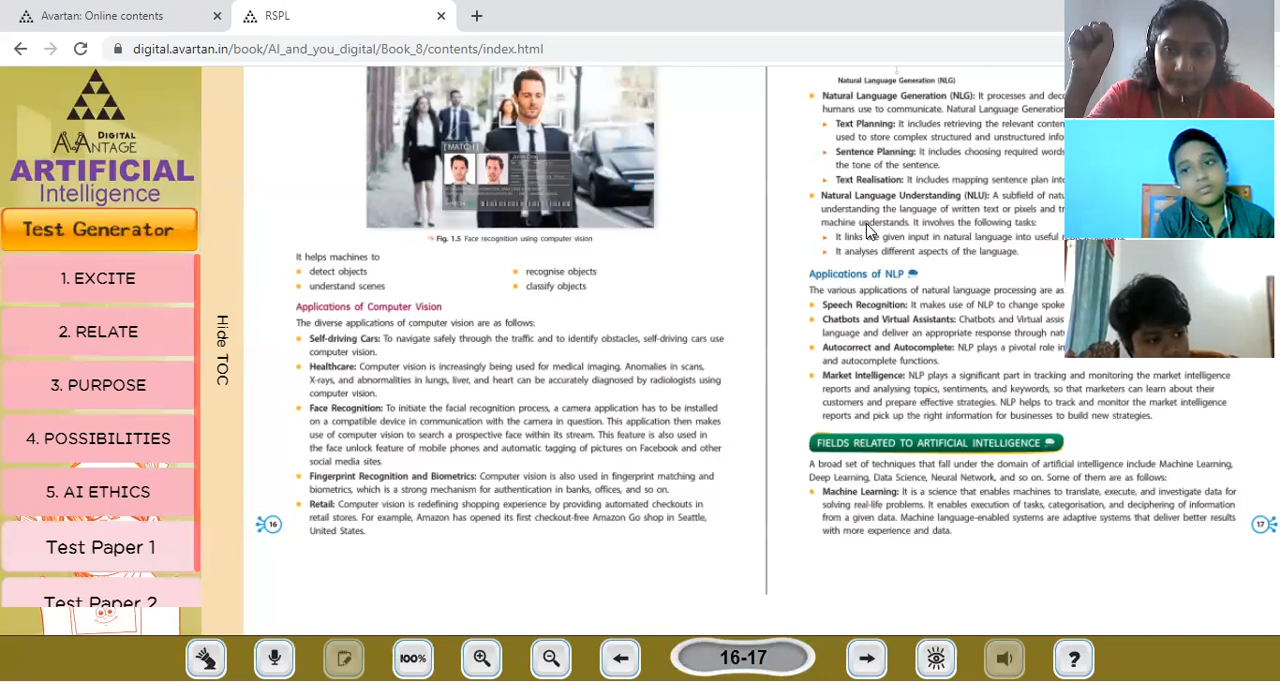 Avartan: Online contents
RSPL
digital.avartan.in/book/AI_and_you_digital/Book_8/contents/index.html
DIGITAL
AVANTAGE
ARTIFICIAL
Intelligence
Test Generator
1. EXCITE
2. RELATE
3. PURPOSE
4. POSSIBILITIES
5. AI ETHICS
Test Paper 1
Test Paper 2
Hide TOC
[ MATCH ]
Fig. 1.5 Face recognition using computer vision
It helps machines to
detect objects
recognise objects
understand scenes
classify objects
Applications of Computer Vision
The diverse applications of computer vision are as follows:
Self-driving Cars: To navigate safely through the traffic and to identify obstacles, self-driving cars use
computer vision.
Healthcare: Computer vision is increasingly being used for medical imaging. Anomalies in scans,
X-rays, and abnormalities in lungs, liver, and heart can be accurately diagnosed by radiologists using
computer vision.
Face Recognition: To initiate the facial recognition process, a camera application has to be installed
on a compatible device in communication with the camera in question. This application then makes
use of computer vision to search a prospective face within its stream. This feature is also used in
the face unlock feature of mobile phones and automatic tagging of pictures on Facebook and other
social media sites.
Fingerprint Recognition and Biometrics: Computer vision is also used in fingerprint matching and
biometrics, which is a strong mechanism for authentication in banks, offices, and so on.
Retail: Computer vision is redefining shopping experience by providing automated checkouts in
retail stores. For example, Amazon has opened its first checkout-free Amazon Go shop in Seattle,
United States.
16
Natural Language Generation (NLG)
Natural Language Generation (NLG): It processes and
humans use to communicate. Natural Language Generation
Text Planning: It includes retrieving the relevant
used to store complex structured and unstructured
Sentence Planning: It includes choosing required words
the tone of the sentence.
Text Realisation: It includes mapping sentence plan
Natural Language Understanding (NLU): A subfield of
understanding the language of written text or pixels and
machine understands. It involves the following tasks:
It links given input in natural language into useful
It analyses different aspects of the language.
Applications of NLP
The various applications of natural language processing are
Speech Recognition: It makes use of NLP to change
Chatbots and Virtual Assistants: Chatbots and Virtual
language and deliver an appropriate response through
Autocorrect and Autocomplete: NLP plays a pivotal role in
and autocomplete functions.
Market Intelligence: NLP plays a significant part in tracking and monitoring the market intelligence
reports and analysing topics, sentiments, and keywords, so that marketers can learn about their
customers and prepare effective strategies. NLP helps to track and monitor the market intelligence
reports and pick up the right information for businesses to build new strategies.
FIELDS RELATED TO ARTIFICIAL INTELLIGENCE
A broad set of techniques that fall under the domain of artificial intelligence include Machine Learning,
Deep Learning, Data Science, Neural Network, and so on. Some of them are as follows:
Machine Learning: It is a science that enables machines to translate, execute, and investigate data for
solving real-life problems. It enables execution of tasks, categorisation, and deciphering of information
from a given data. Machine language-enabled systems are adaptive systems that deliver better results
with more experience and data.
17
100%
16-17
?